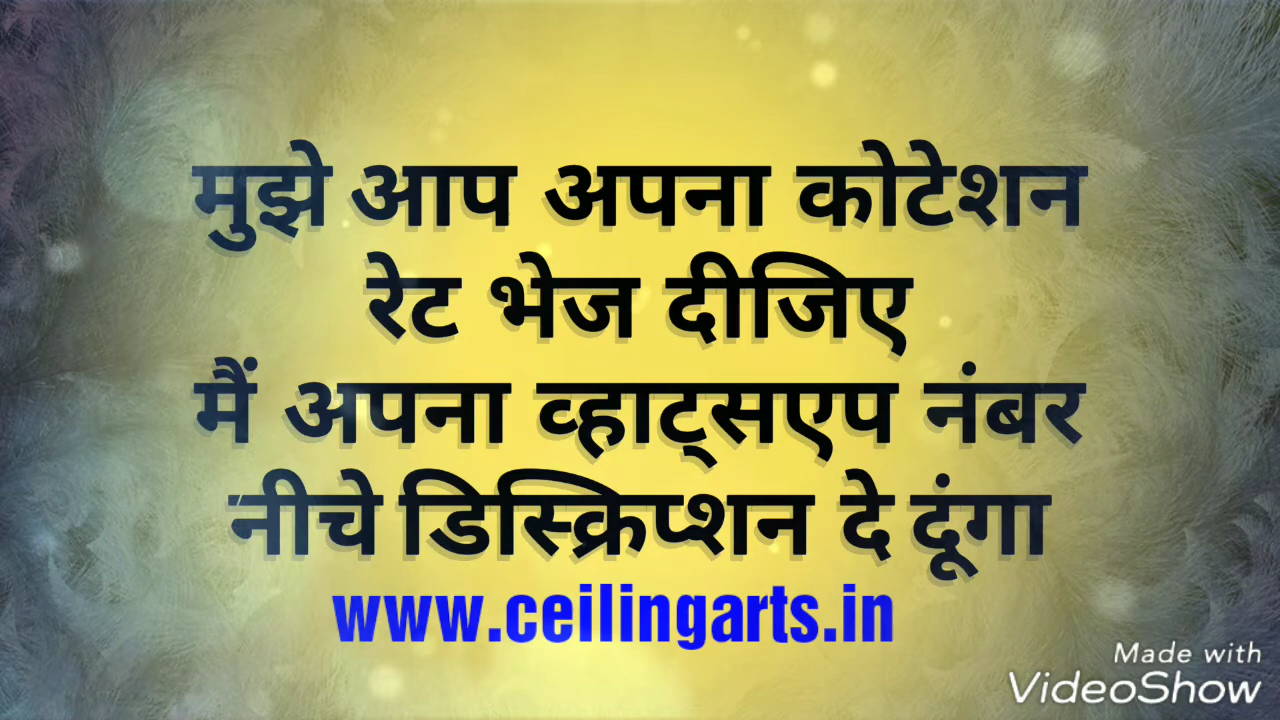 मुझे आप अपना कोटेशन
रेट भेज दीजिए
मैं अपना व्हाट्सएप नंबर
नीचे डिस्क्रिप्शन दे दूंगा
www.ceilingarts.in
Made with
VideoShow